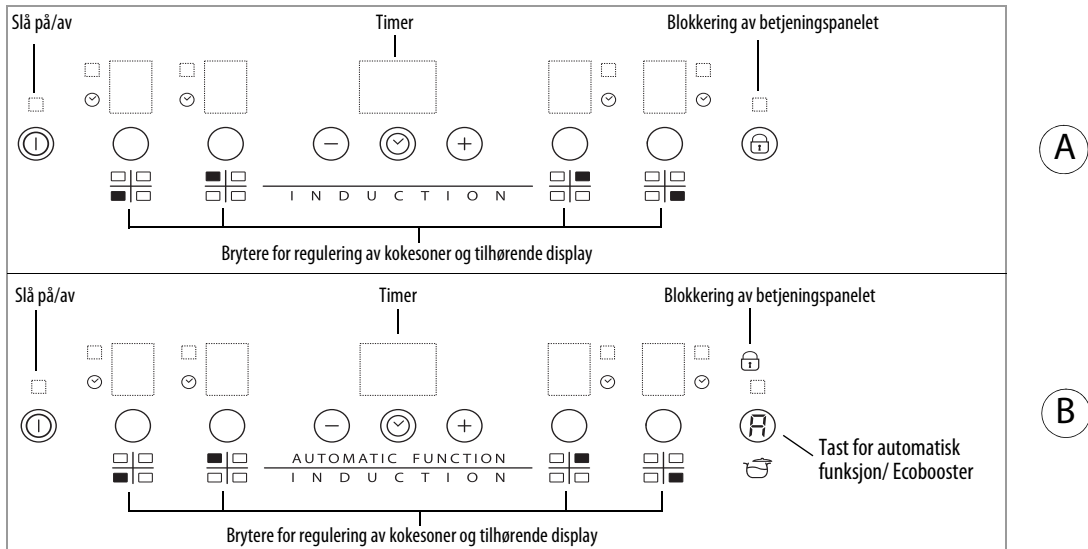 Slå på/av
Timer
Blokkering av betjeningspanelet
I N D U C T I O N
Brytere for regulering av kokesoner og tilhørende display
A
Slå på/av
Timer
Blokkering av betjeningspanelet
AUTOMATIC FUNCTION
I N D U C T I O N
A
Tast for automatisk
funksjon/ Ecobooster
Brytere for regulering av kokesoner og tilhørende display
B